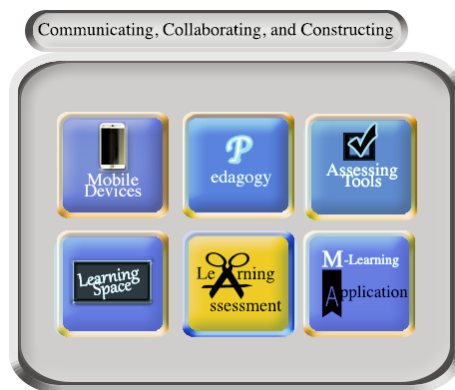 Communicating, Collaborating, and Constructing
Mobile
Devices
Pedagogy
Assessing
Tools
Learning
Space
Learning
Assessment
M-Learning
Application